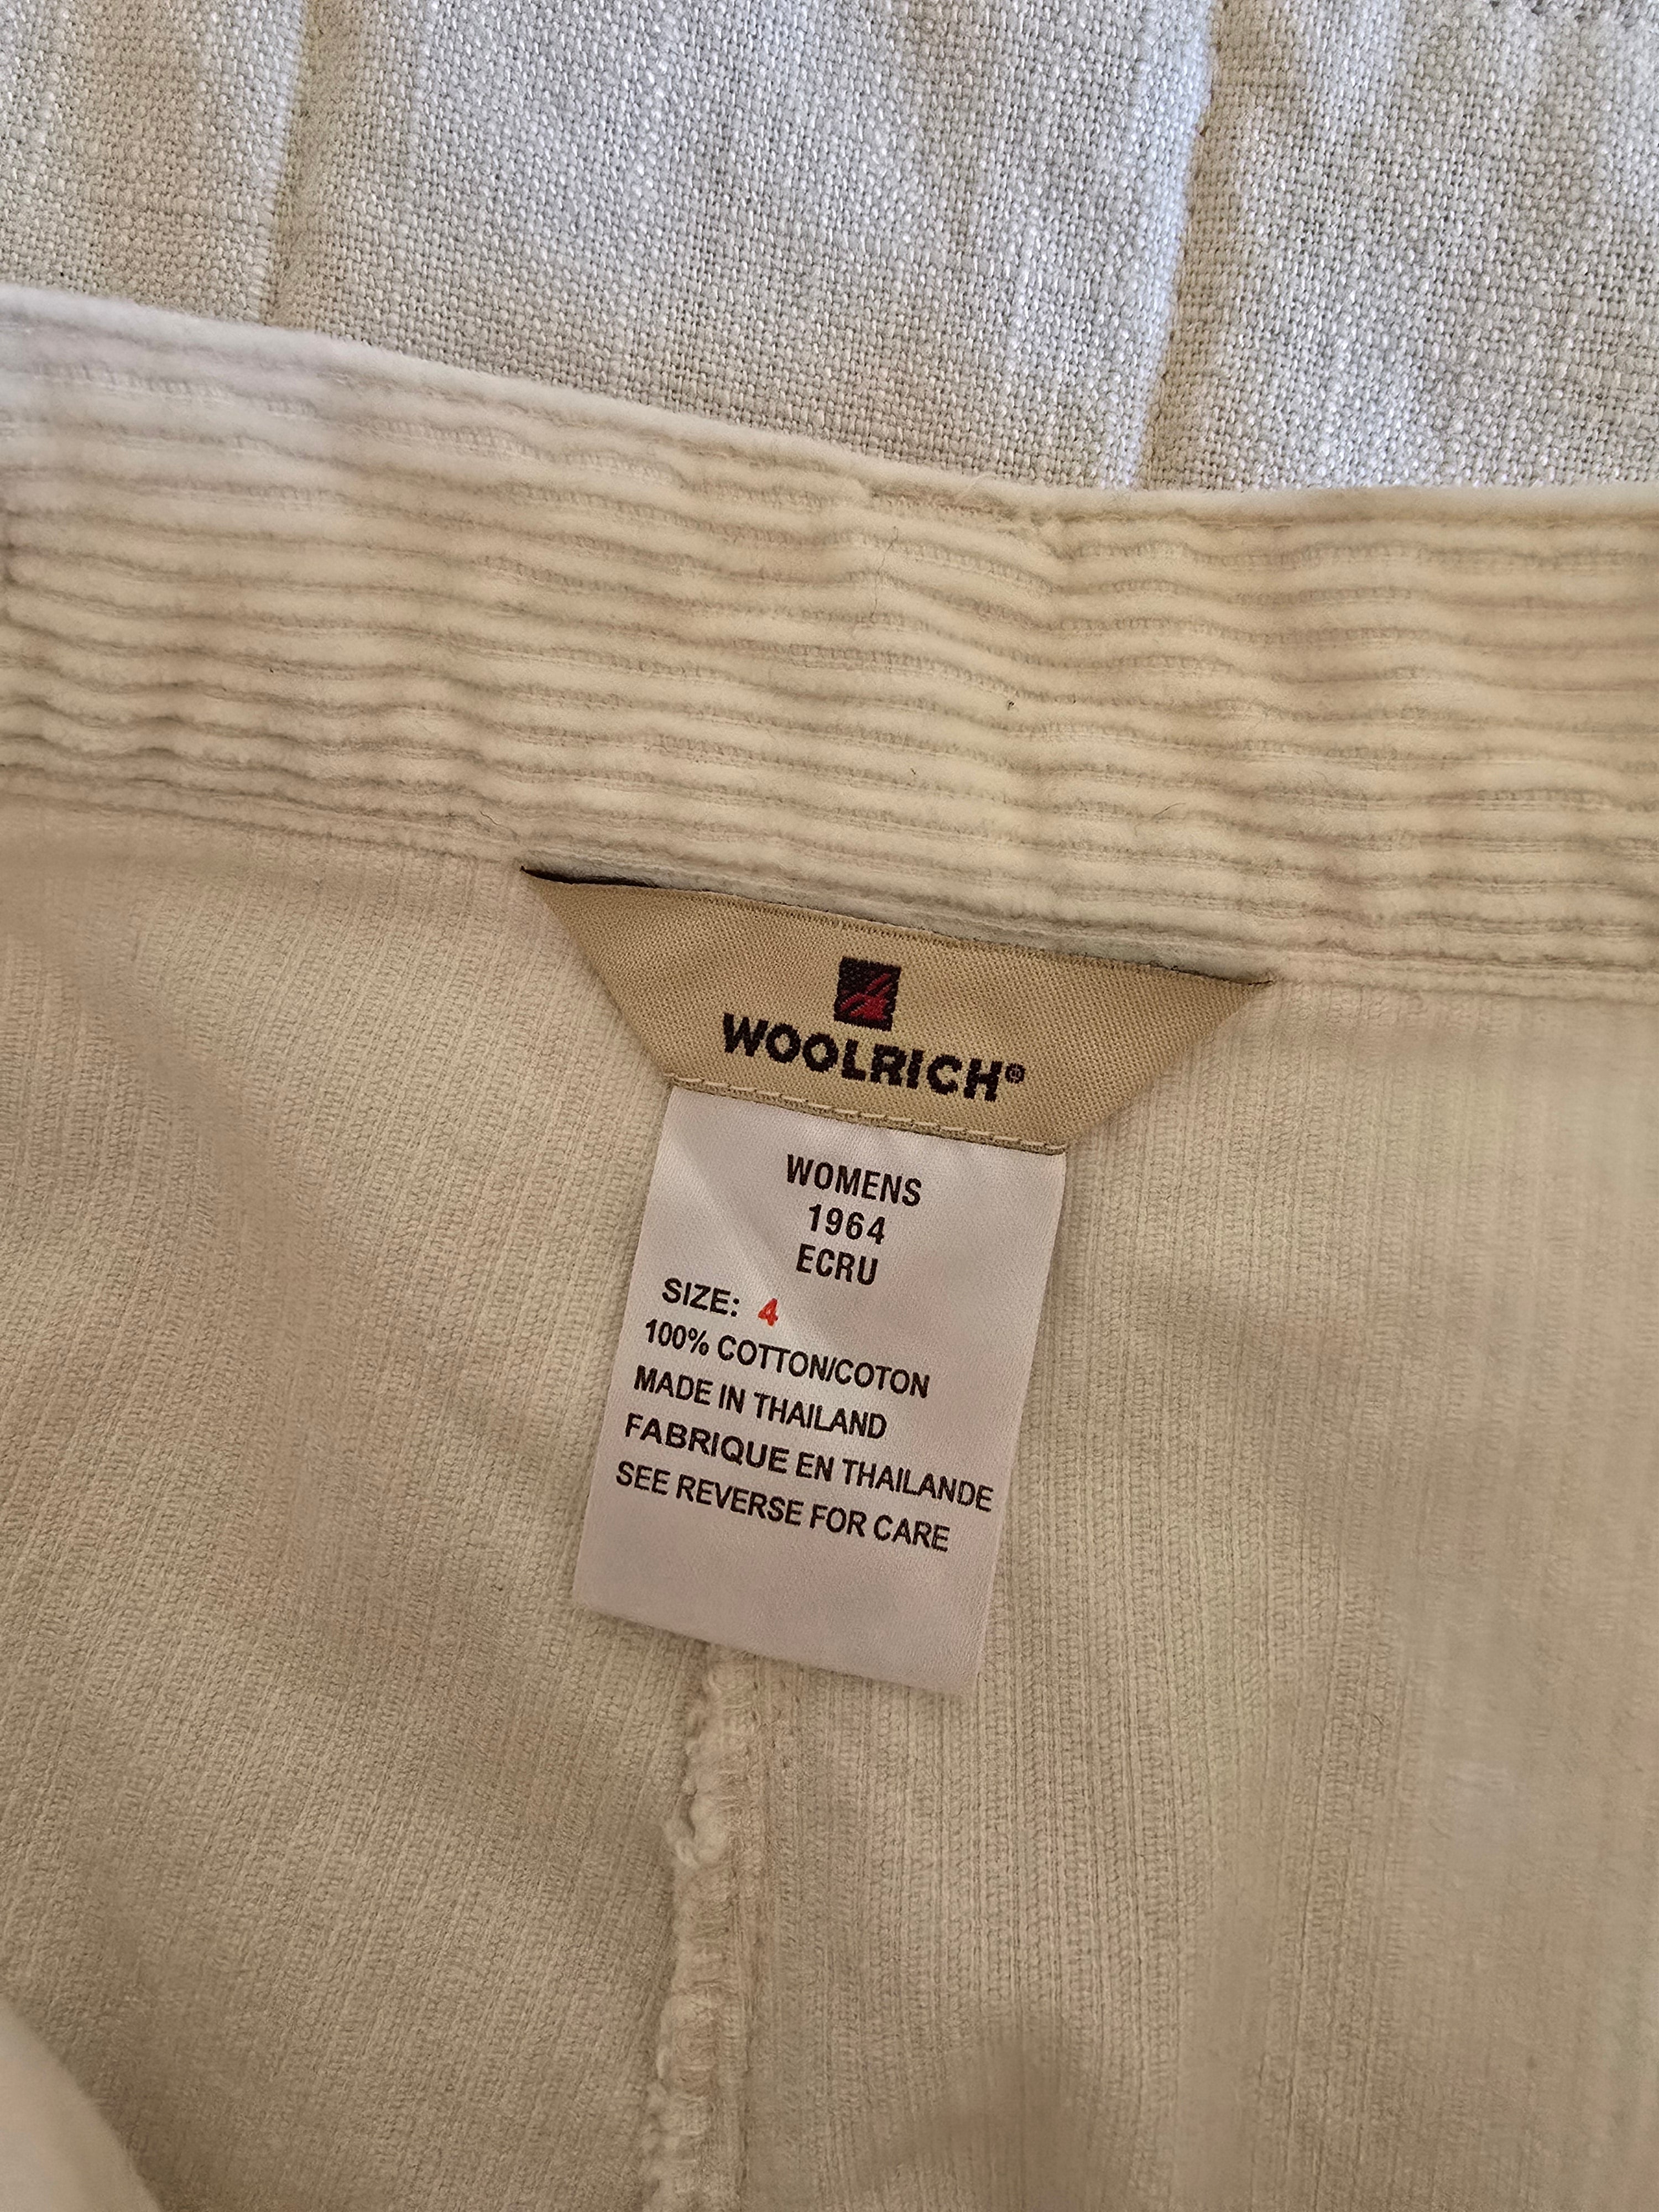 WOOLRICH®
WOMENS
1964
ECRU
SIZE: 4
100% COTTON/COTON
MADE IN THAILAND
FABRIQUE EN THAILANDE
SEE REVERSE FOR CARE